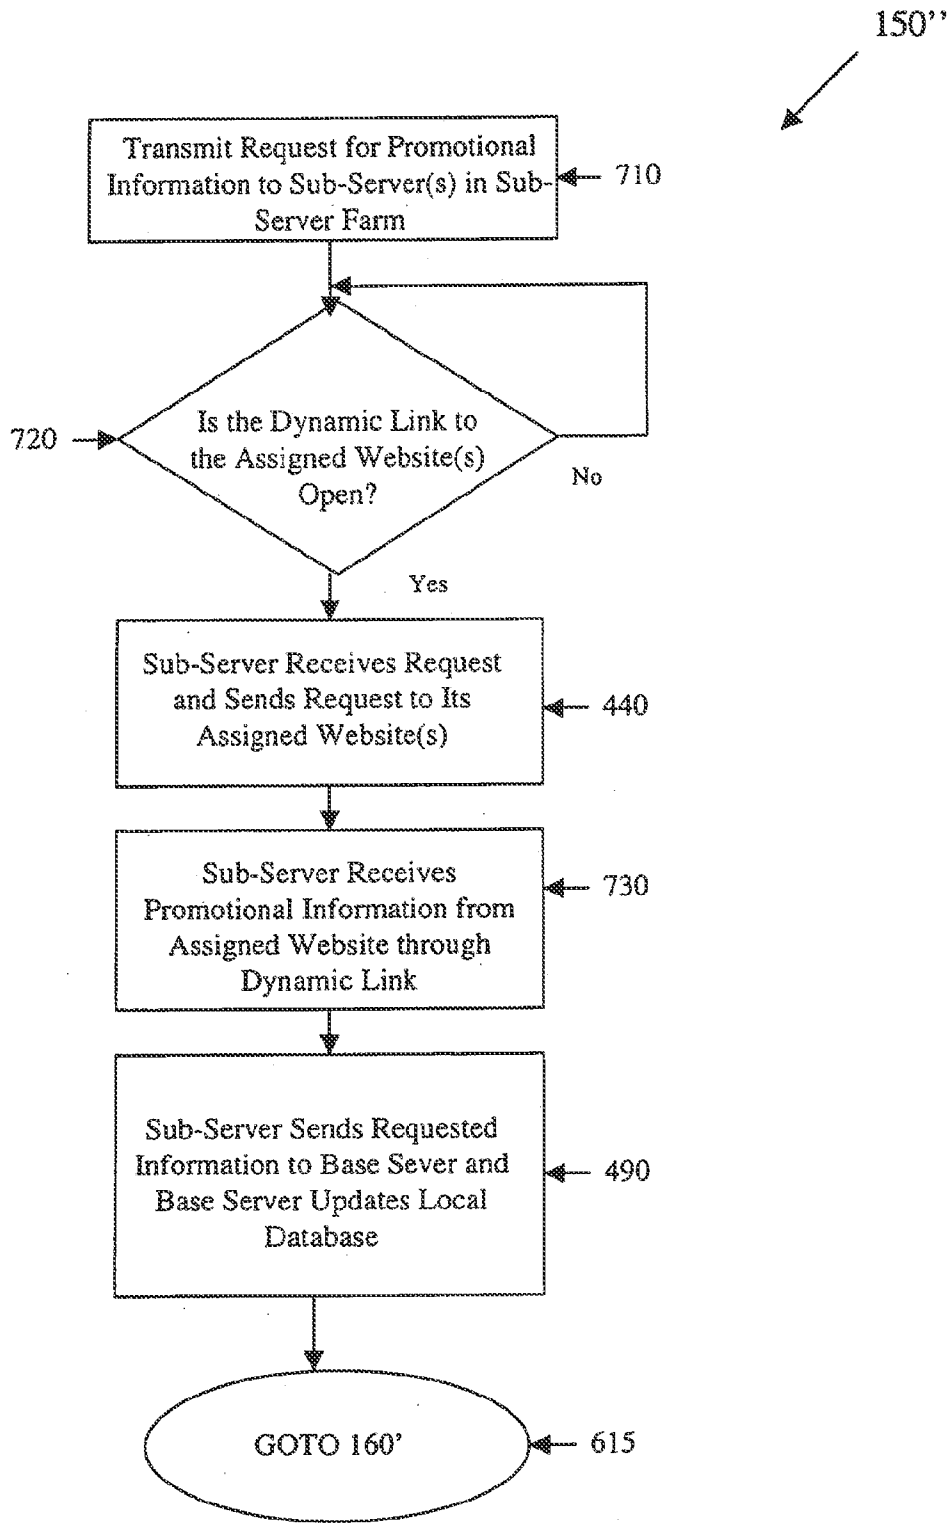 150’’
Transmit Request for Promotional
Information to Sub-Server(s) in Sub-
Server Farm
710
Is the Dynamic Link to
the Assigned Website(s)
Open?
720
No
Yes
Sub-Server Receives Request
and Sends Request to Its
Assigned Website(s)
440
Sub-Server Receives
Promotional Information from
Assigned Website through
Dynamic Link
730
Sub-Server Sends Requested
Information to Base Sever and
Base Server Updates Local
Database
490
GOTO 160’
615